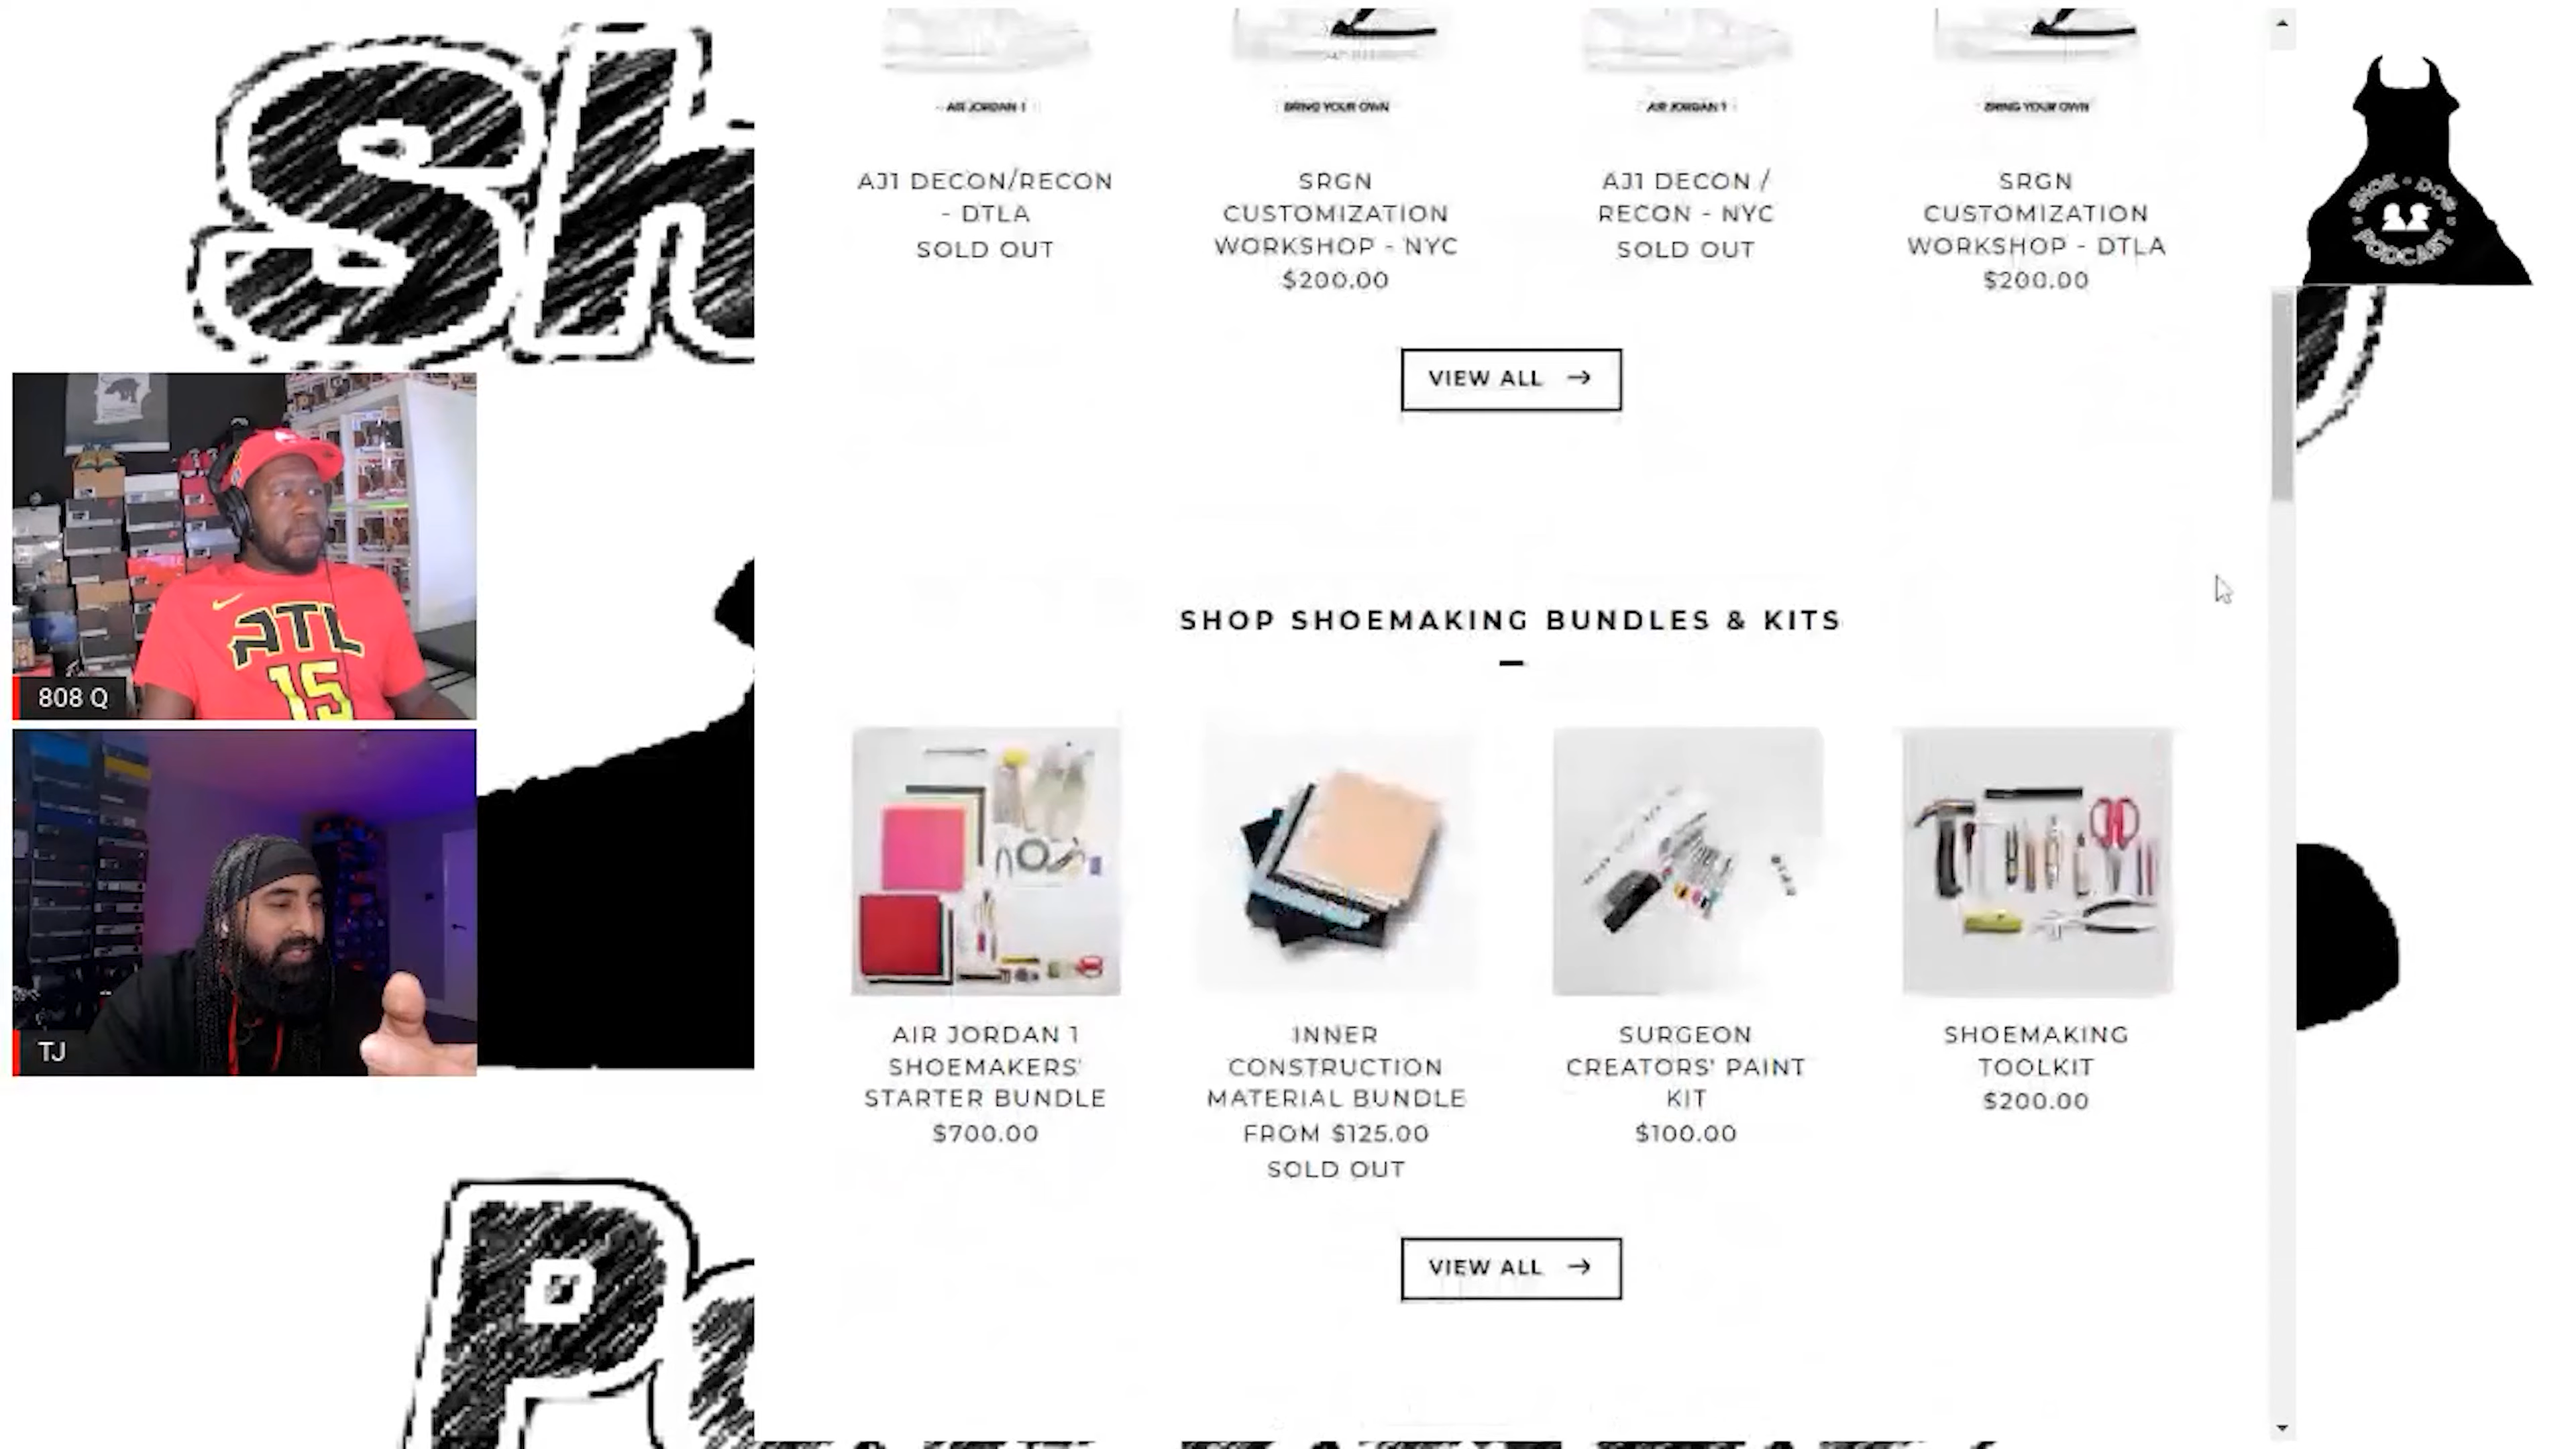 Sh
AIR JORDAN 1
BRING YOUR OWN
AIR JORDAN 1
BRING YOUR OWN
AJ1 DECON/RECON
- DTLA
SOLD OUT
SRGN
CUSTOMIZATION
WORKSHOP - NYC
$200.00
AJ1 DECON /
RECON - NYC
SOLD OUT
SRGN
CUSTOMIZATION
WORKSHOP - DTLA
$200.00
SHOE · DOG
PODCAST
VIEW ALL →
ATL
15
808 Q
TJ
SHOP SHOEMAKING BUNDLES & KITS
AIR JORDAN 1
SHOEMAKERS'
STARTER BUNDLE
$700.00
INNER
CONSTRUCTION
MATERIAL BUNDLE
FROM $125.00
SOLD OUT
SURGEON
CREATORS' PAINT
KIT
$100.00
SHOEMAKING
TOOLKIT
$200.00
VIEW ALL →
P